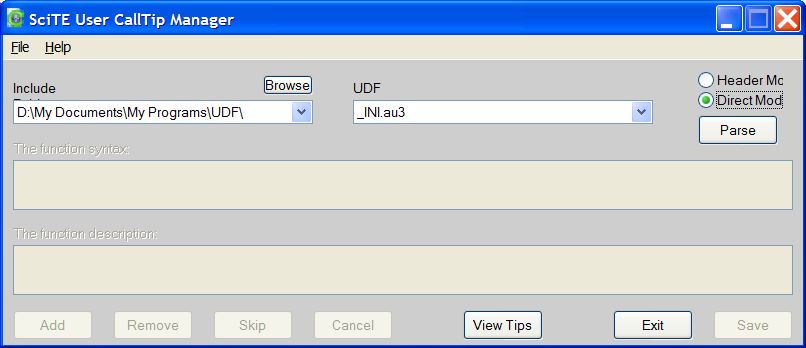 SciTE User CallTip Manager
File Help
Include
Browse
UDF
Header Mc
D:\My Documents\My Programs\UDF\
_INI.au3
Direct Mod
Parse
The function syntax:
The function description:
Add Remove Skip Cancel View Tips Exit Save